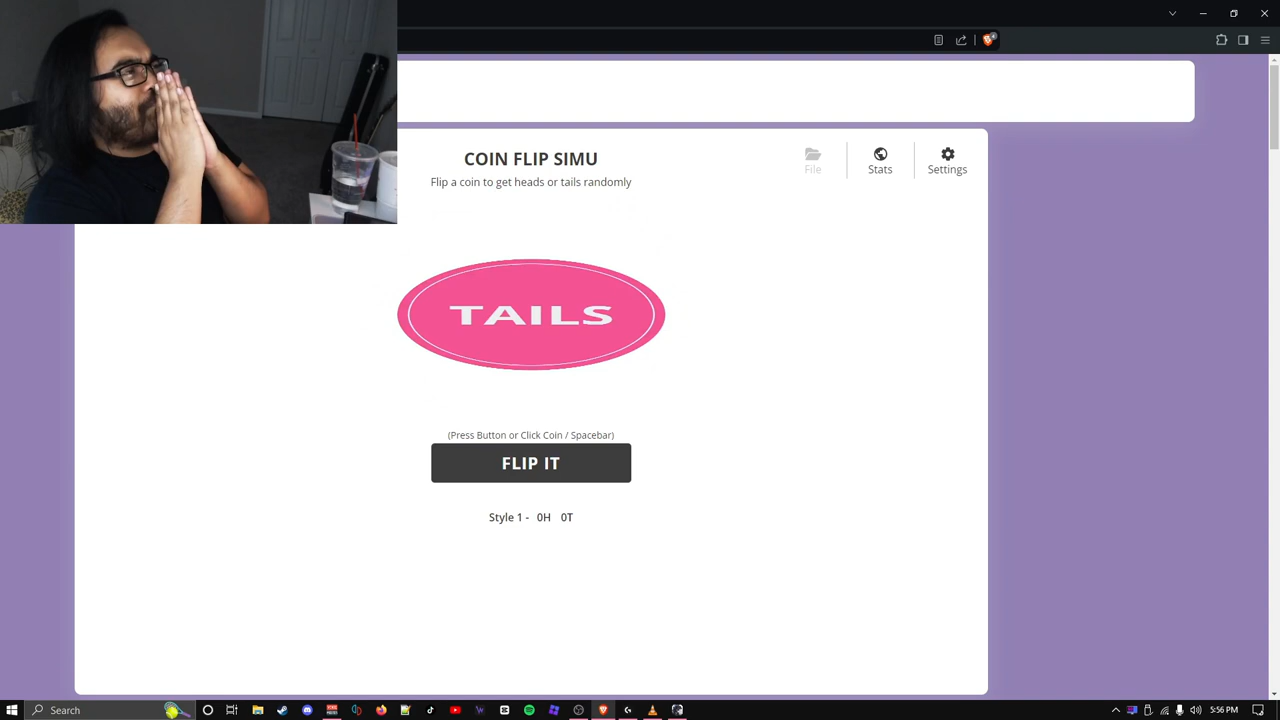 COIN FLIP SIMU
Flip a coin to get heads or tails randomly
File
Stats
Settings
TAILS
(Press Button or Click Coin / Spacebar)
FLIP IT
Style 1 - 0H 0T
Search
5:56 PM